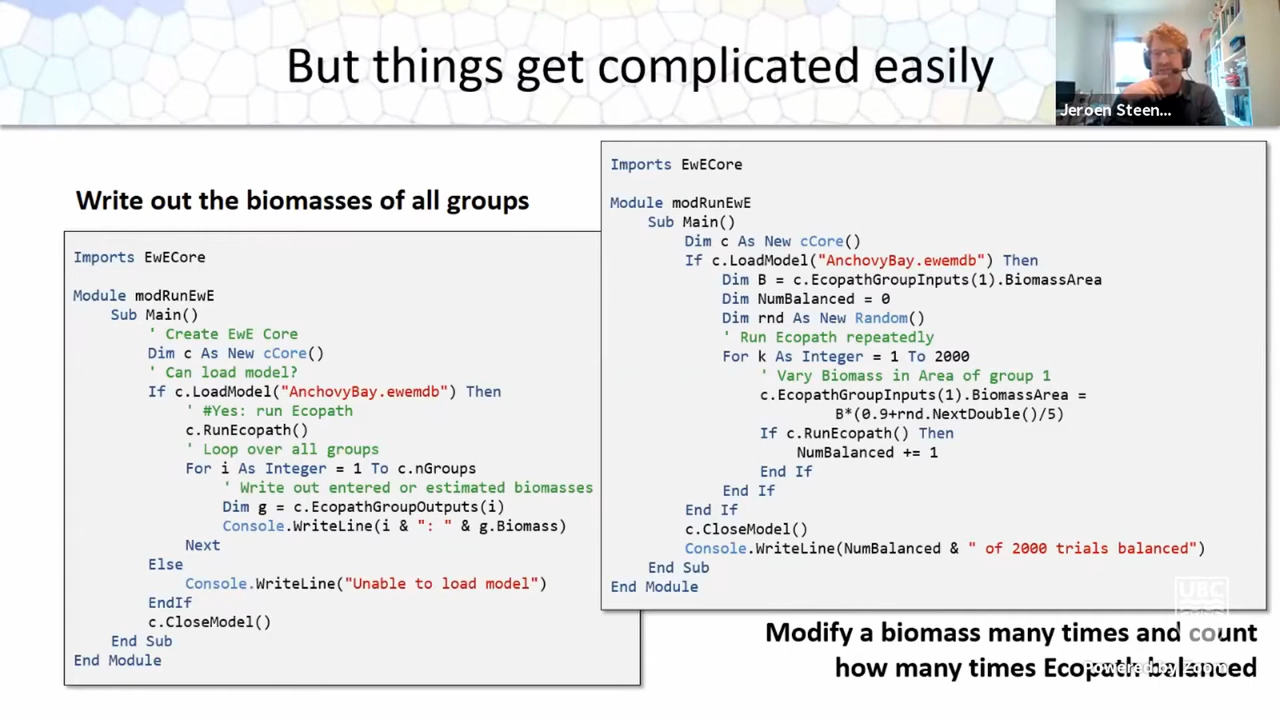 But things get complicated easily
Jeroen Steen...
Write out the biomasses of all groups
Imports EwECore
Module modRunEwE
Sub Main()
' Create EwE Core
Dim c As New cCore()
' Can load model?
If c.LoadModel("AnchovyBay.ewemdb") Then
' #Yes: run Ecopath
c.RunEcopath()
' Loop over all groups
For i As Integer = 1 To c.nGroups
' Write out entered or estimated biomasses
Dim g = c.EcopathGroupOutputs(i)
Console.WriteLine(i & ": " & g.Biomass)
Next
Else
Console.WriteLine("Unable to load model")
EndIf
c.CloseModel()
End Sub
End Module
Imports EwECore
Module modRunEwE
Sub Main()
Dim c As New cCore()
If c.LoadModel("AnchovyBay.ewemdb") Then
Dim B = c.EcopathGroupInputs(1).BiomassArea
Dim NumBalanced = 0
Dim rnd As New Random()
' Run Ecopath repeatedly
For k As Integer = 1 To 2000
' Vary Biomass in Area of group 1
c.EcopathGroupInputs(1).BiomassArea =
B*(0.9+rnd.NextDouble()/5)
If c.RunEcopath() Then
NumBalanced += 1
End If
End If
End If
c.CloseModel()
Console.WriteLine(NumBalanced & " of 2000 trials balanced")
End Sub
End Module
UBC
Modify a biomass many times and count
how many times Ecopath balanced
Powered by Zoom